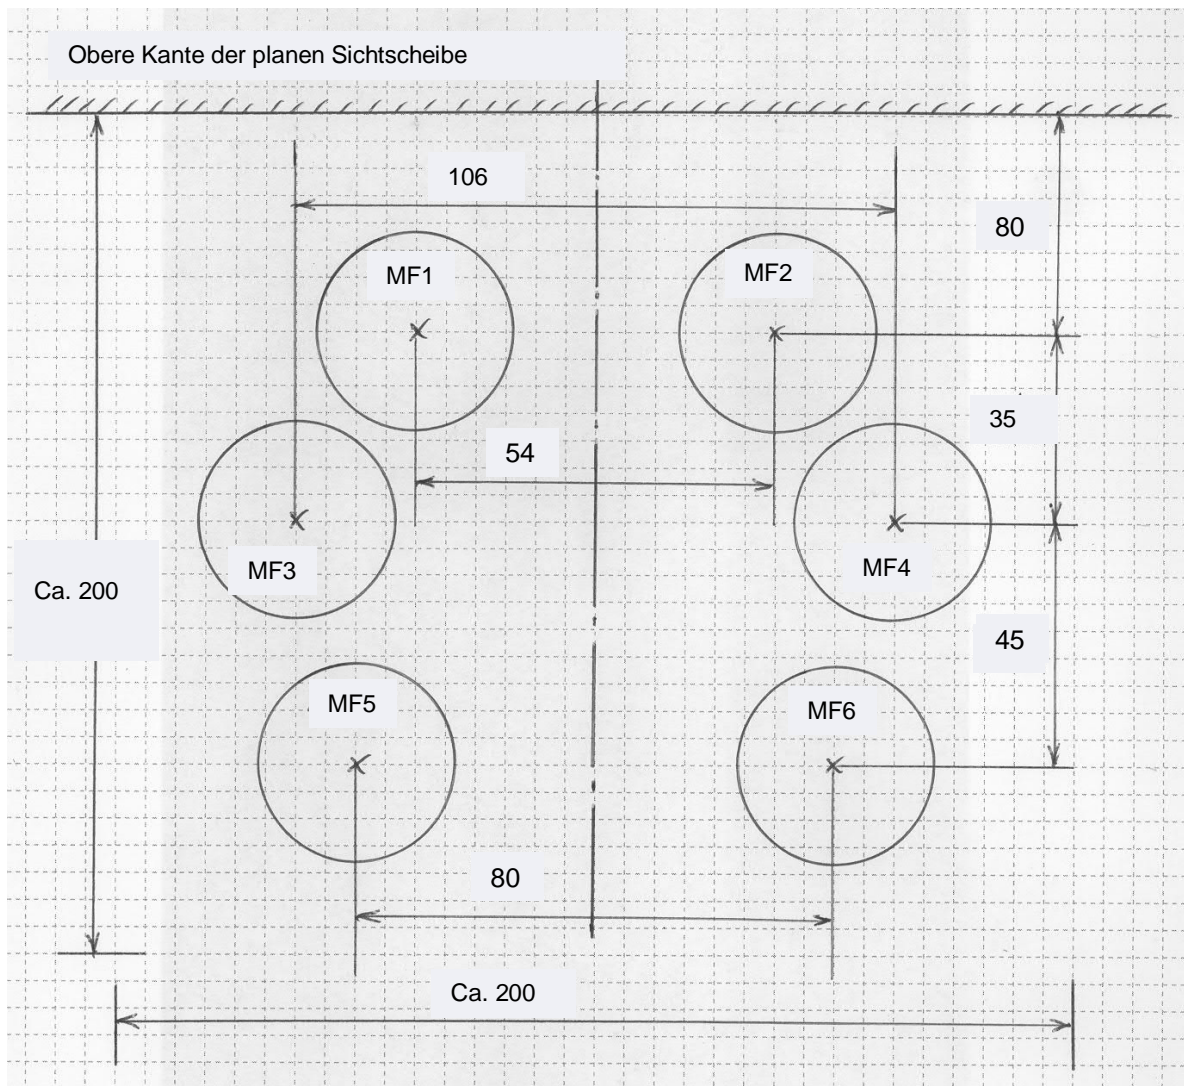 Obere Kante der planen Sichtscheibe
106
80
MF1
MF2
35
54
MF3
MF4
Ca. 200
45
MF5
MF6
80
Ca. 200